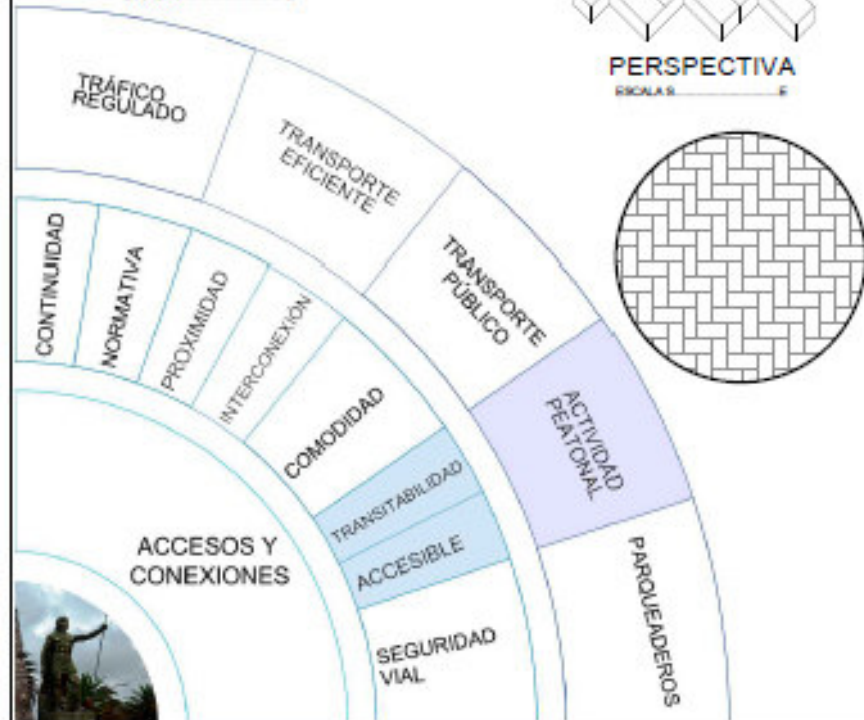 PERSPECTIVA
ESCALA S E
TRÁFICO
REGULADO
TRANSPORTE
EFICIENTE
TRANSPORTE
PÚBLICO
ACTIVIDAD
PEATONAL
PARQUEADEROS
CONTINUIDAD
NORMATIVA
PROXIMIDAD
INTERCONEXIÓN
COMODIDAD
TRANSITABILIDAD
ACCESIBLE
SEGURIDAD
VIAL
ACCESOS Y
CONEXIONES